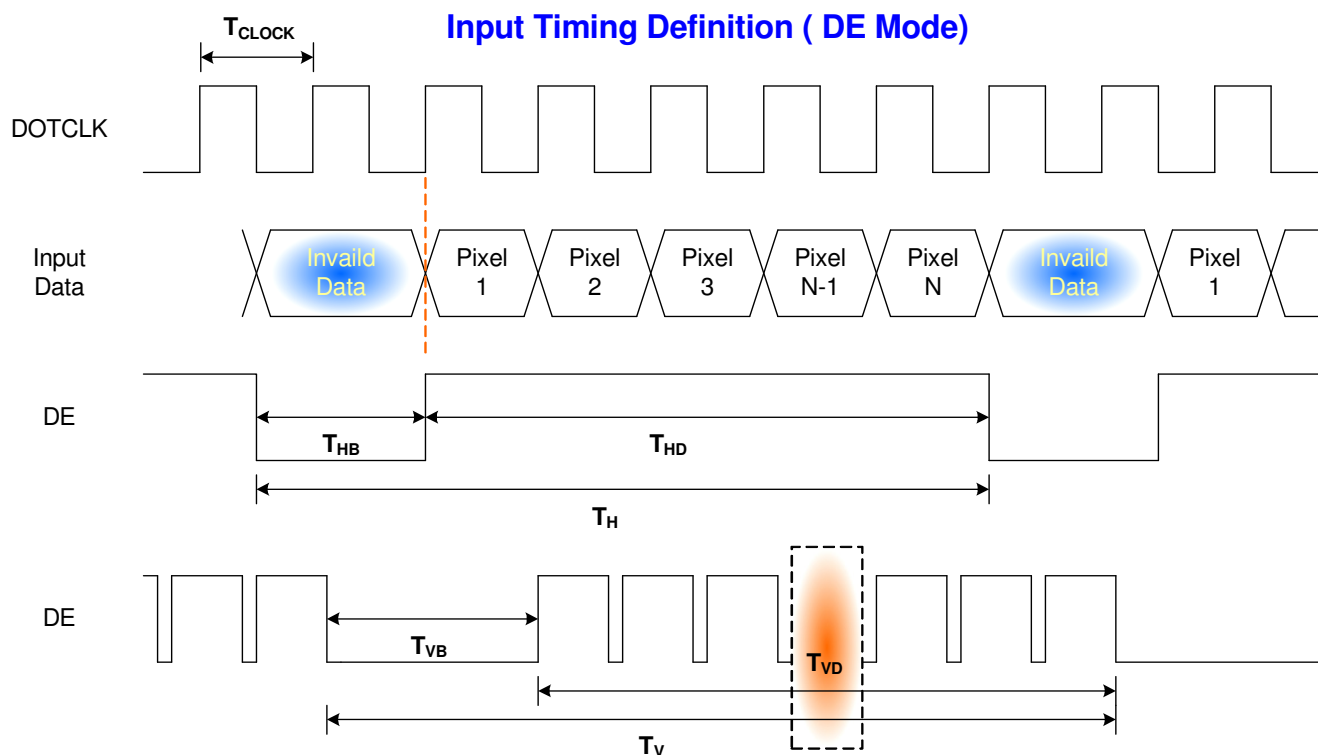 Input Timing Definition ( DE Mode)
TCLOCK
DOTCLK
Input
Data
Invaild
Data
Pixel
1
Pixel
2
Pixel
3
Pixel
N-1
Pixel
N
Invaild
Data
Pixel
1
DE
THB
THD
TH
DE
TVB
TVD
TV